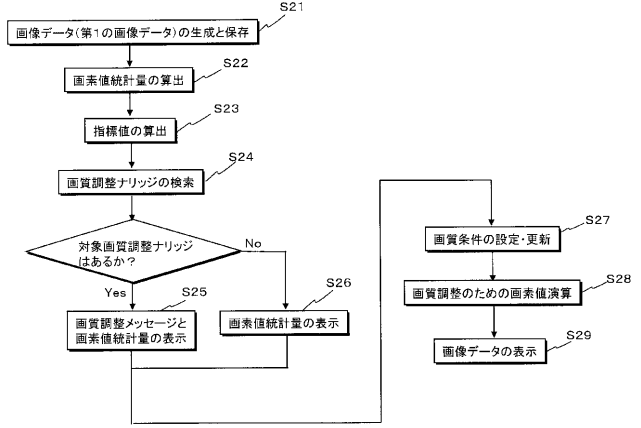 S21
画像データ(第1の画像データ)の生成と保存
S22
画素値統計量の算出
S23
指標値の算出
S24
画質調整ナリッジの検索
対象画質調整ナリッジ
はあるか？
No
Yes
S25
画質調整メッセージと
画素値統計量の表示
S26
画素値統計量の表示
S27
画質条件の設定・更新
S28
画質調整のための画素値演算
S29
画像データの表示